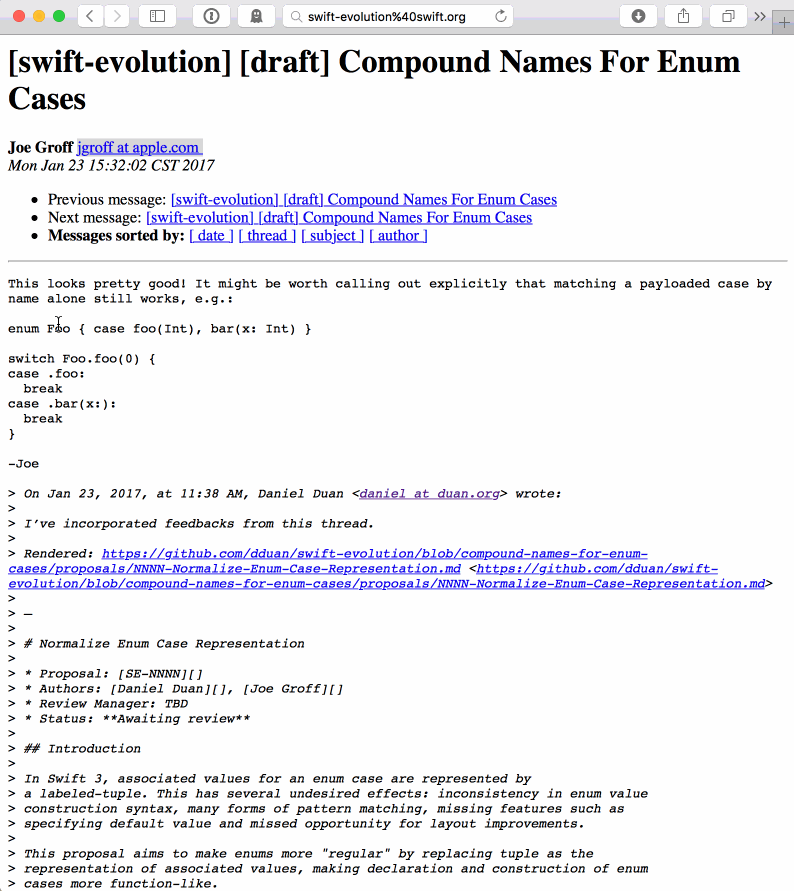 swift-evolution%40swift.org
[swift-evolution] [draft] Compound Names For Enum
Cases
Joe Groff jgroff at apple.com
Mon Jan 23 15:32:02 CST 2017
• Previous message: [swift-evolution] [draft] Compound Names For Enum Cases
• Next message: [swift-evolution] [draft] Compound Names For Enum Cases
• Messages sorted by: [ date ] [ thread ] [ subject ] [ author ]
This looks pretty good! It might be worth calling out explicitly that matching a payloaded case by
name alone still works, e.g.:
enum Foo { case foo(Int), bar(x: Int) }
switch Foo.foo(0) {
case .foo:
  break
case .bar(x:):
  break
}
-Joe
> On Jan 23, 2017, at 11:38 AM, Daniel Duan <daniel at duan.org> wrote:
>
> I’ve incorporated feedbacks from this thread.
>
> Rendered: https://github.com/dduan/swift-evolution/blob/compound-names-for-enum-
cases/proposals/NNNN-Normalize-Enum-Case-Representation.md <https://github.com/dduan/swift-
evolution/blob/compound-names-for-enum-cases/proposals/NNNN-Normalize-Enum-Case-Representation.md>
>
> —
>
> # Normalize Enum Case Representation
>
> * Proposal: [SE-NNNN][]
> * Authors: [Daniel Duan][], [Joe Groff][]
> * Review Manager: TBD
> * Status: **Awaiting review**
>
> ## Introduction
>
> In Swift 3, associated values for an enum case are represented by
> a labeled-tuple. This has several undesired effects: inconsistency in enum value
> construction syntax, many forms of pattern matching, missing features such as
> specifying default value and missed opportunity for layout improvements.
>
> This proposal aims to make enums more "regular" by replacing tuple as the
> representation of associated values, making declaration and construction of enum
> cases more function-like.